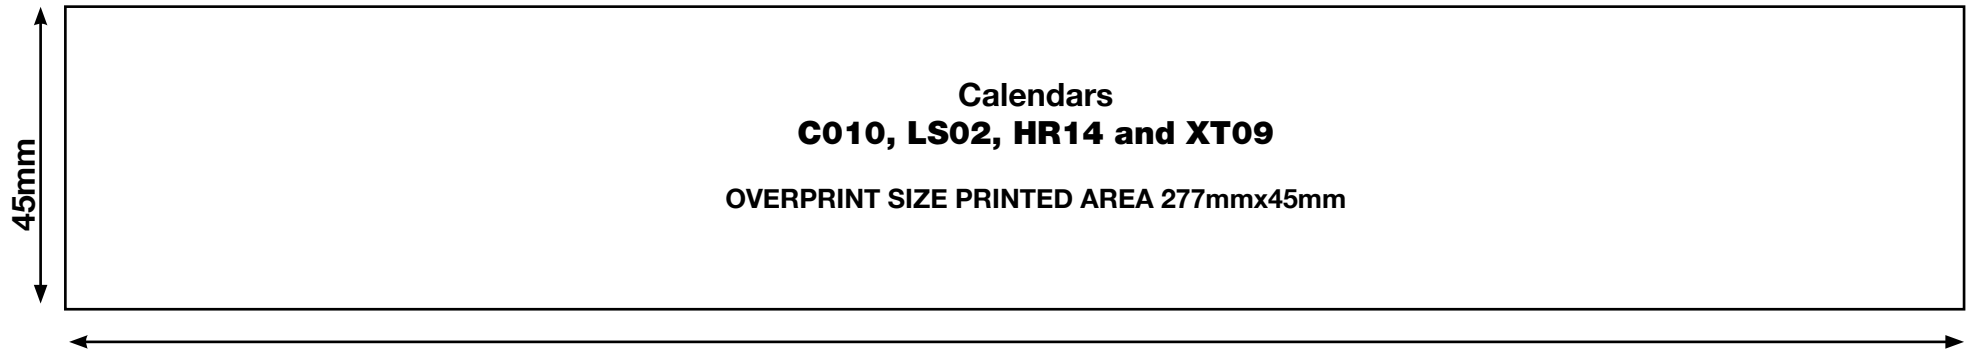 45mm
Calendars
C010, LS02, HR14 and XT09
OVERPRINT SIZE PRINTED AREA 277mmx45mm